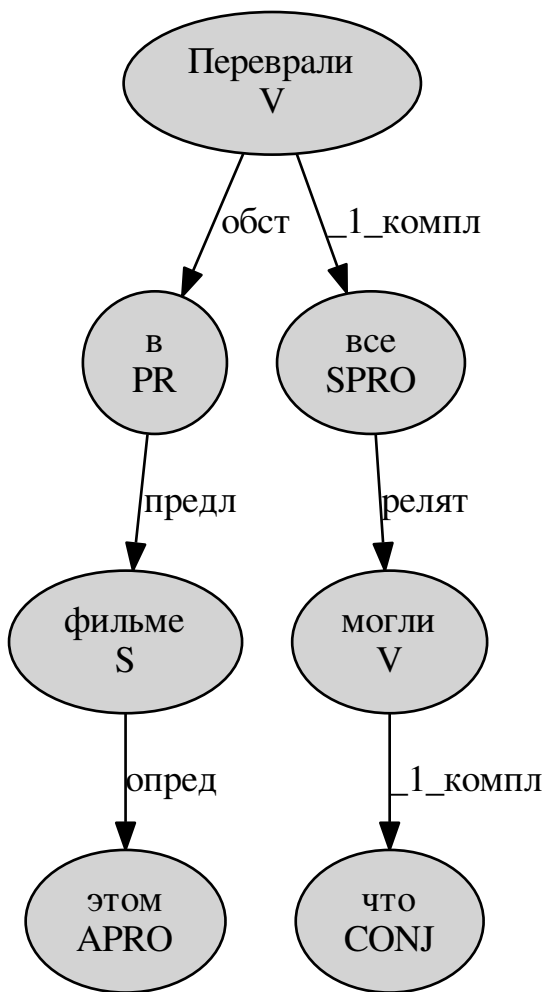 Переврали
V
обст
_1_компл
в
PR
все
SPRO
предл
релят
фильме
S
могли
V
опред
_1_компл
этом
APRO
что
CONJ